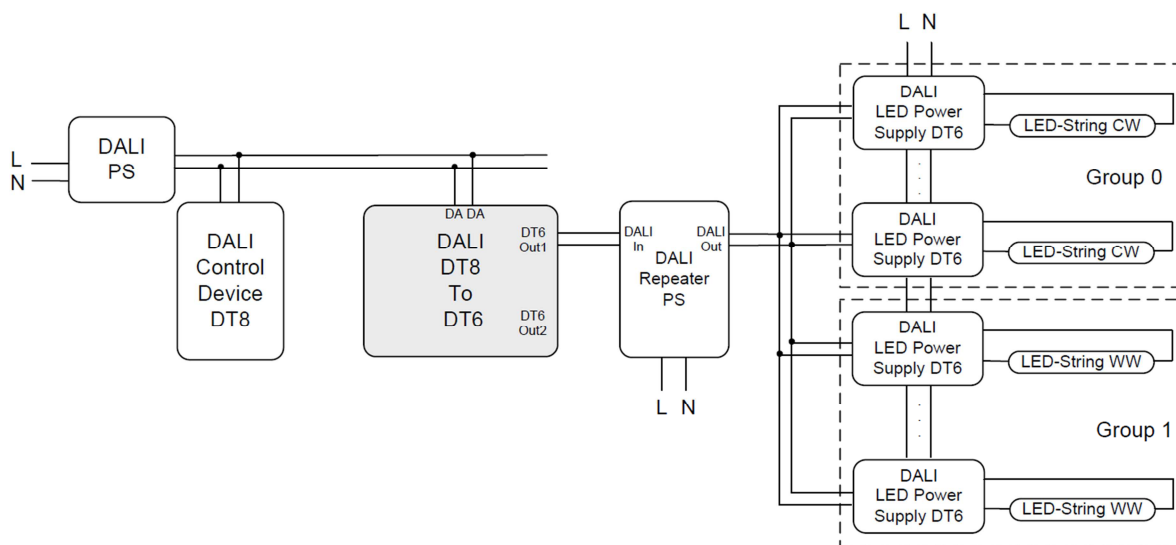 L N
DALI
LED Power
Supply DT6
LED-String CW
Group 0
DALI
LED Power
Supply DT6
LED-String CW
DALI
PS
L
N
DALI
Control
Device
DT8
DA DA
DALI
DT8
To
DT6
DT6
Out1
DT6
Out2
DALI
In
DALI
Out
DALI
Repeater
PS
L N
DALI
LED Power
Supply DT6
LED-String WW
Group 1
DALI
LED Power
Supply DT6
LED-String WW